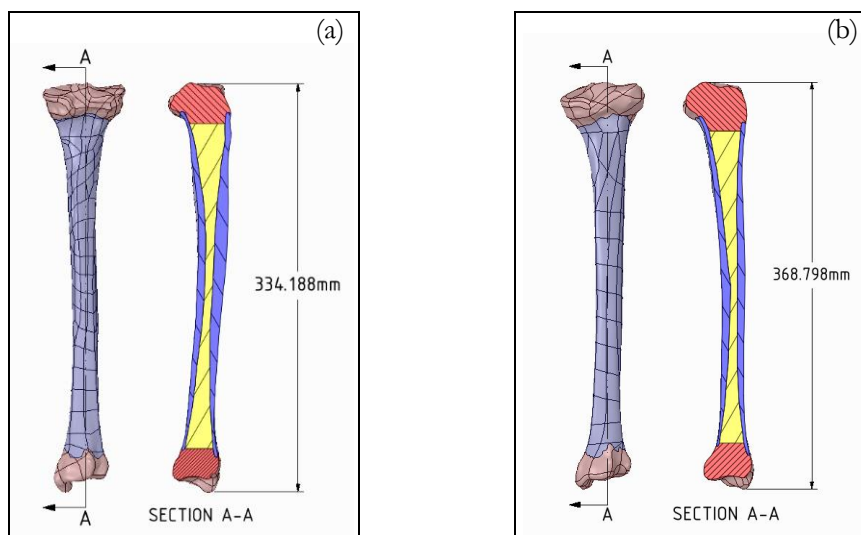 (a)
A
334.188mm
A
SECTION A-A
(b)
A
368.798mm
A
SECTION A-A